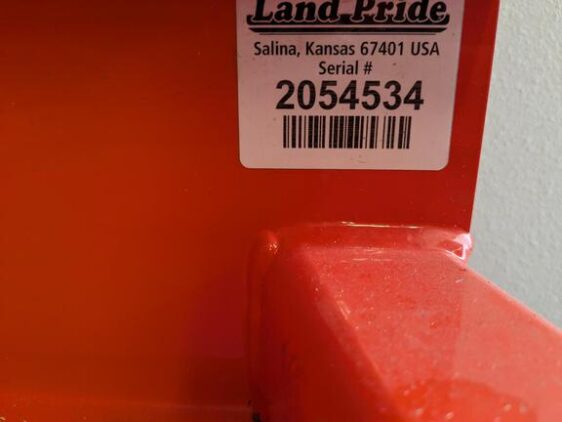 Land Pride
Salina, Kansas 67401 USA
Serial #
2054534